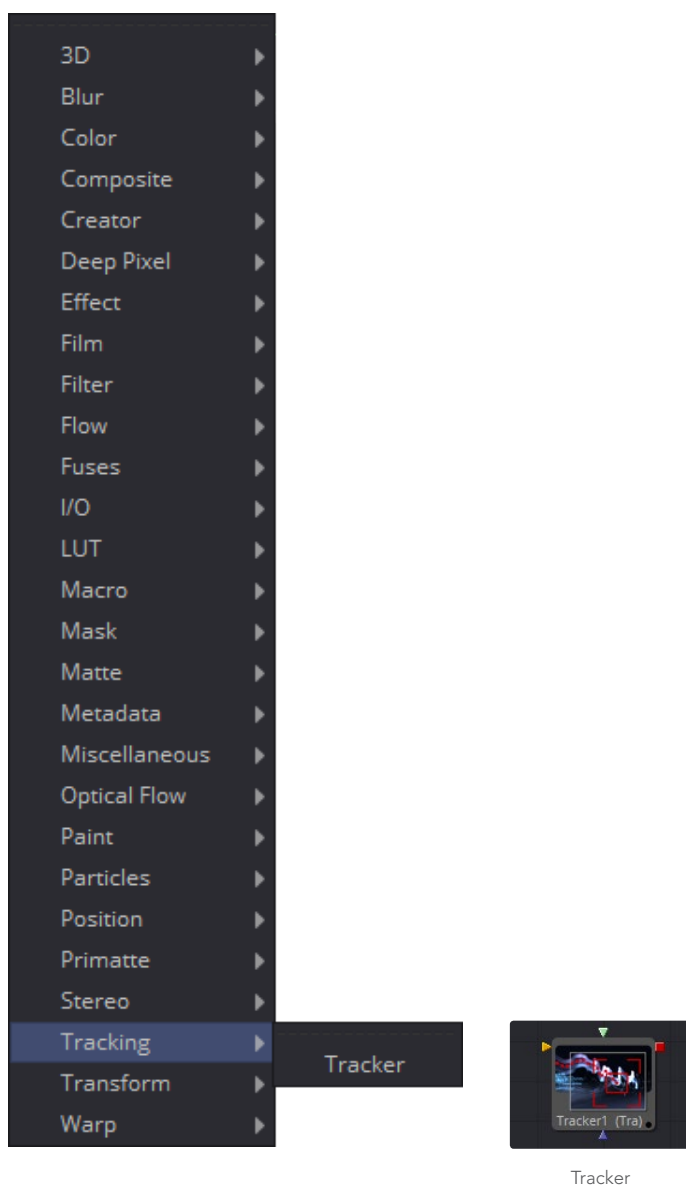 3D
Blur
Color
Composite
Creator
Deep Pixel
Effect
Film
Filter
Flow
Fuses
I/O
LUT
Macro
Mask
Matte
Metadata
Miscellaneous
Optical Flow
Paint
Particles
Position
Primatte
Stereo
Tracking
Tracker
Transform
Warp
Tracker1 (Tra)
Tracker